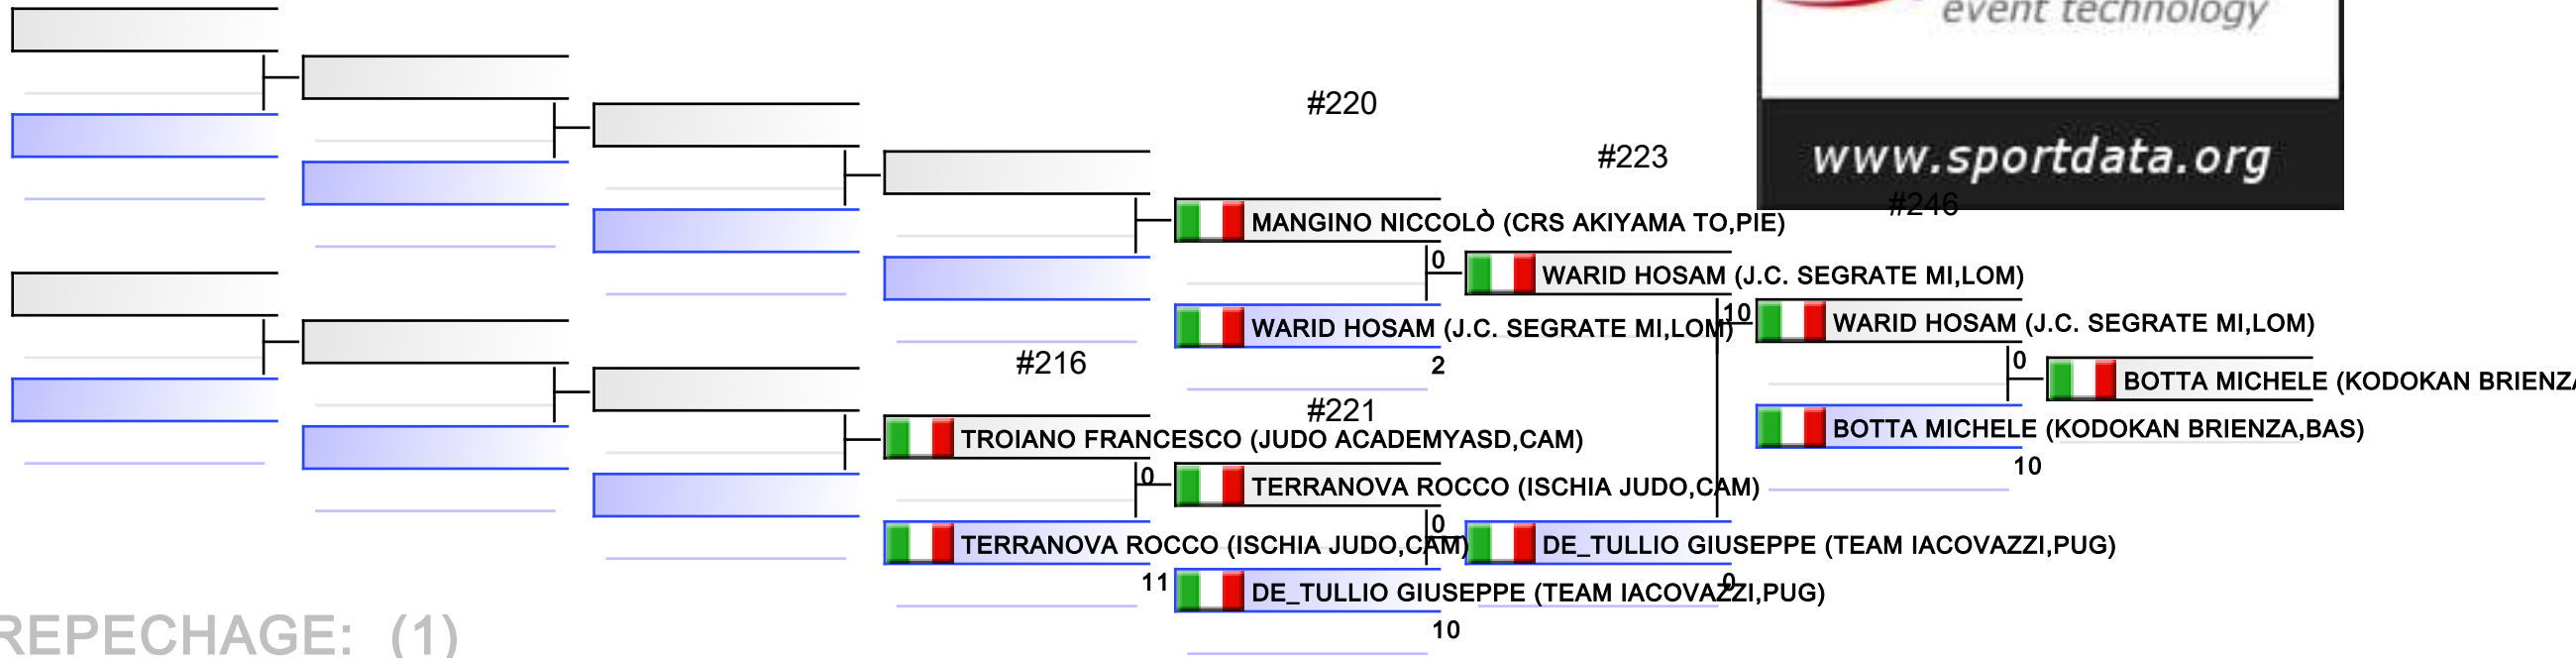 event technology
www.sportdata.org
#220
#223
#246
MANGINO NICCOLÒ (CRS AKIYAMA TO,PIE)
0
WARID HOSAM (J.C. SEGRATE MI,LOM)
10
WARID HOSAM (J.C. SEGRATE MI,LOM)
WARID HOSAM (J.C. SEGRATE MI,LOM)
2
0
BOTTA MICHELE (KODOKAN BRIENZA
BOTTA MICHELE (KODOKAN BRIENZA,BAS)
10
#216
#221
TROIANO FRANCESCO (JUDO ACADEMYASD,CAM)
0
TERRANOVA ROCCO (ISCHIA JUDO,CAM)
0
TERRANOVA ROCCO (ISCHIA JUDO,CAM)
11
DE_TULLIO GIUSEPPE (TEAM IACOVAZZI,PUG)
0
DE_TULLIO GIUSEPPE (TEAM IACOVAZZI,PUG)
10
REPECHAGE: (1)